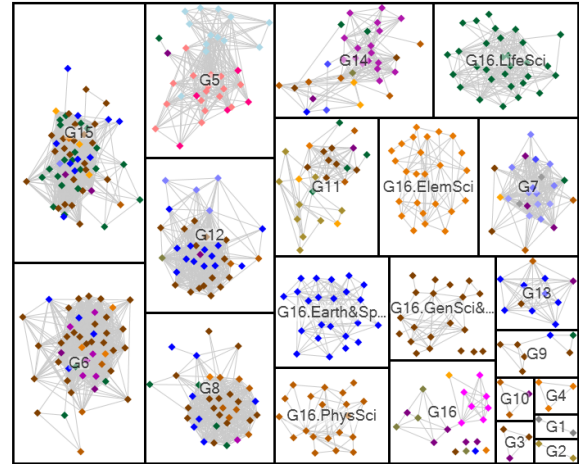 G15
G5
G14
G16.LifeSci
G11
G16.ElemSci
G7
G12
G6
G8
G16.Earth&Sp...
G16.GenSci&...
G18
G9
G16.PhysSci
G16
G10
G4
G3
G1
G2